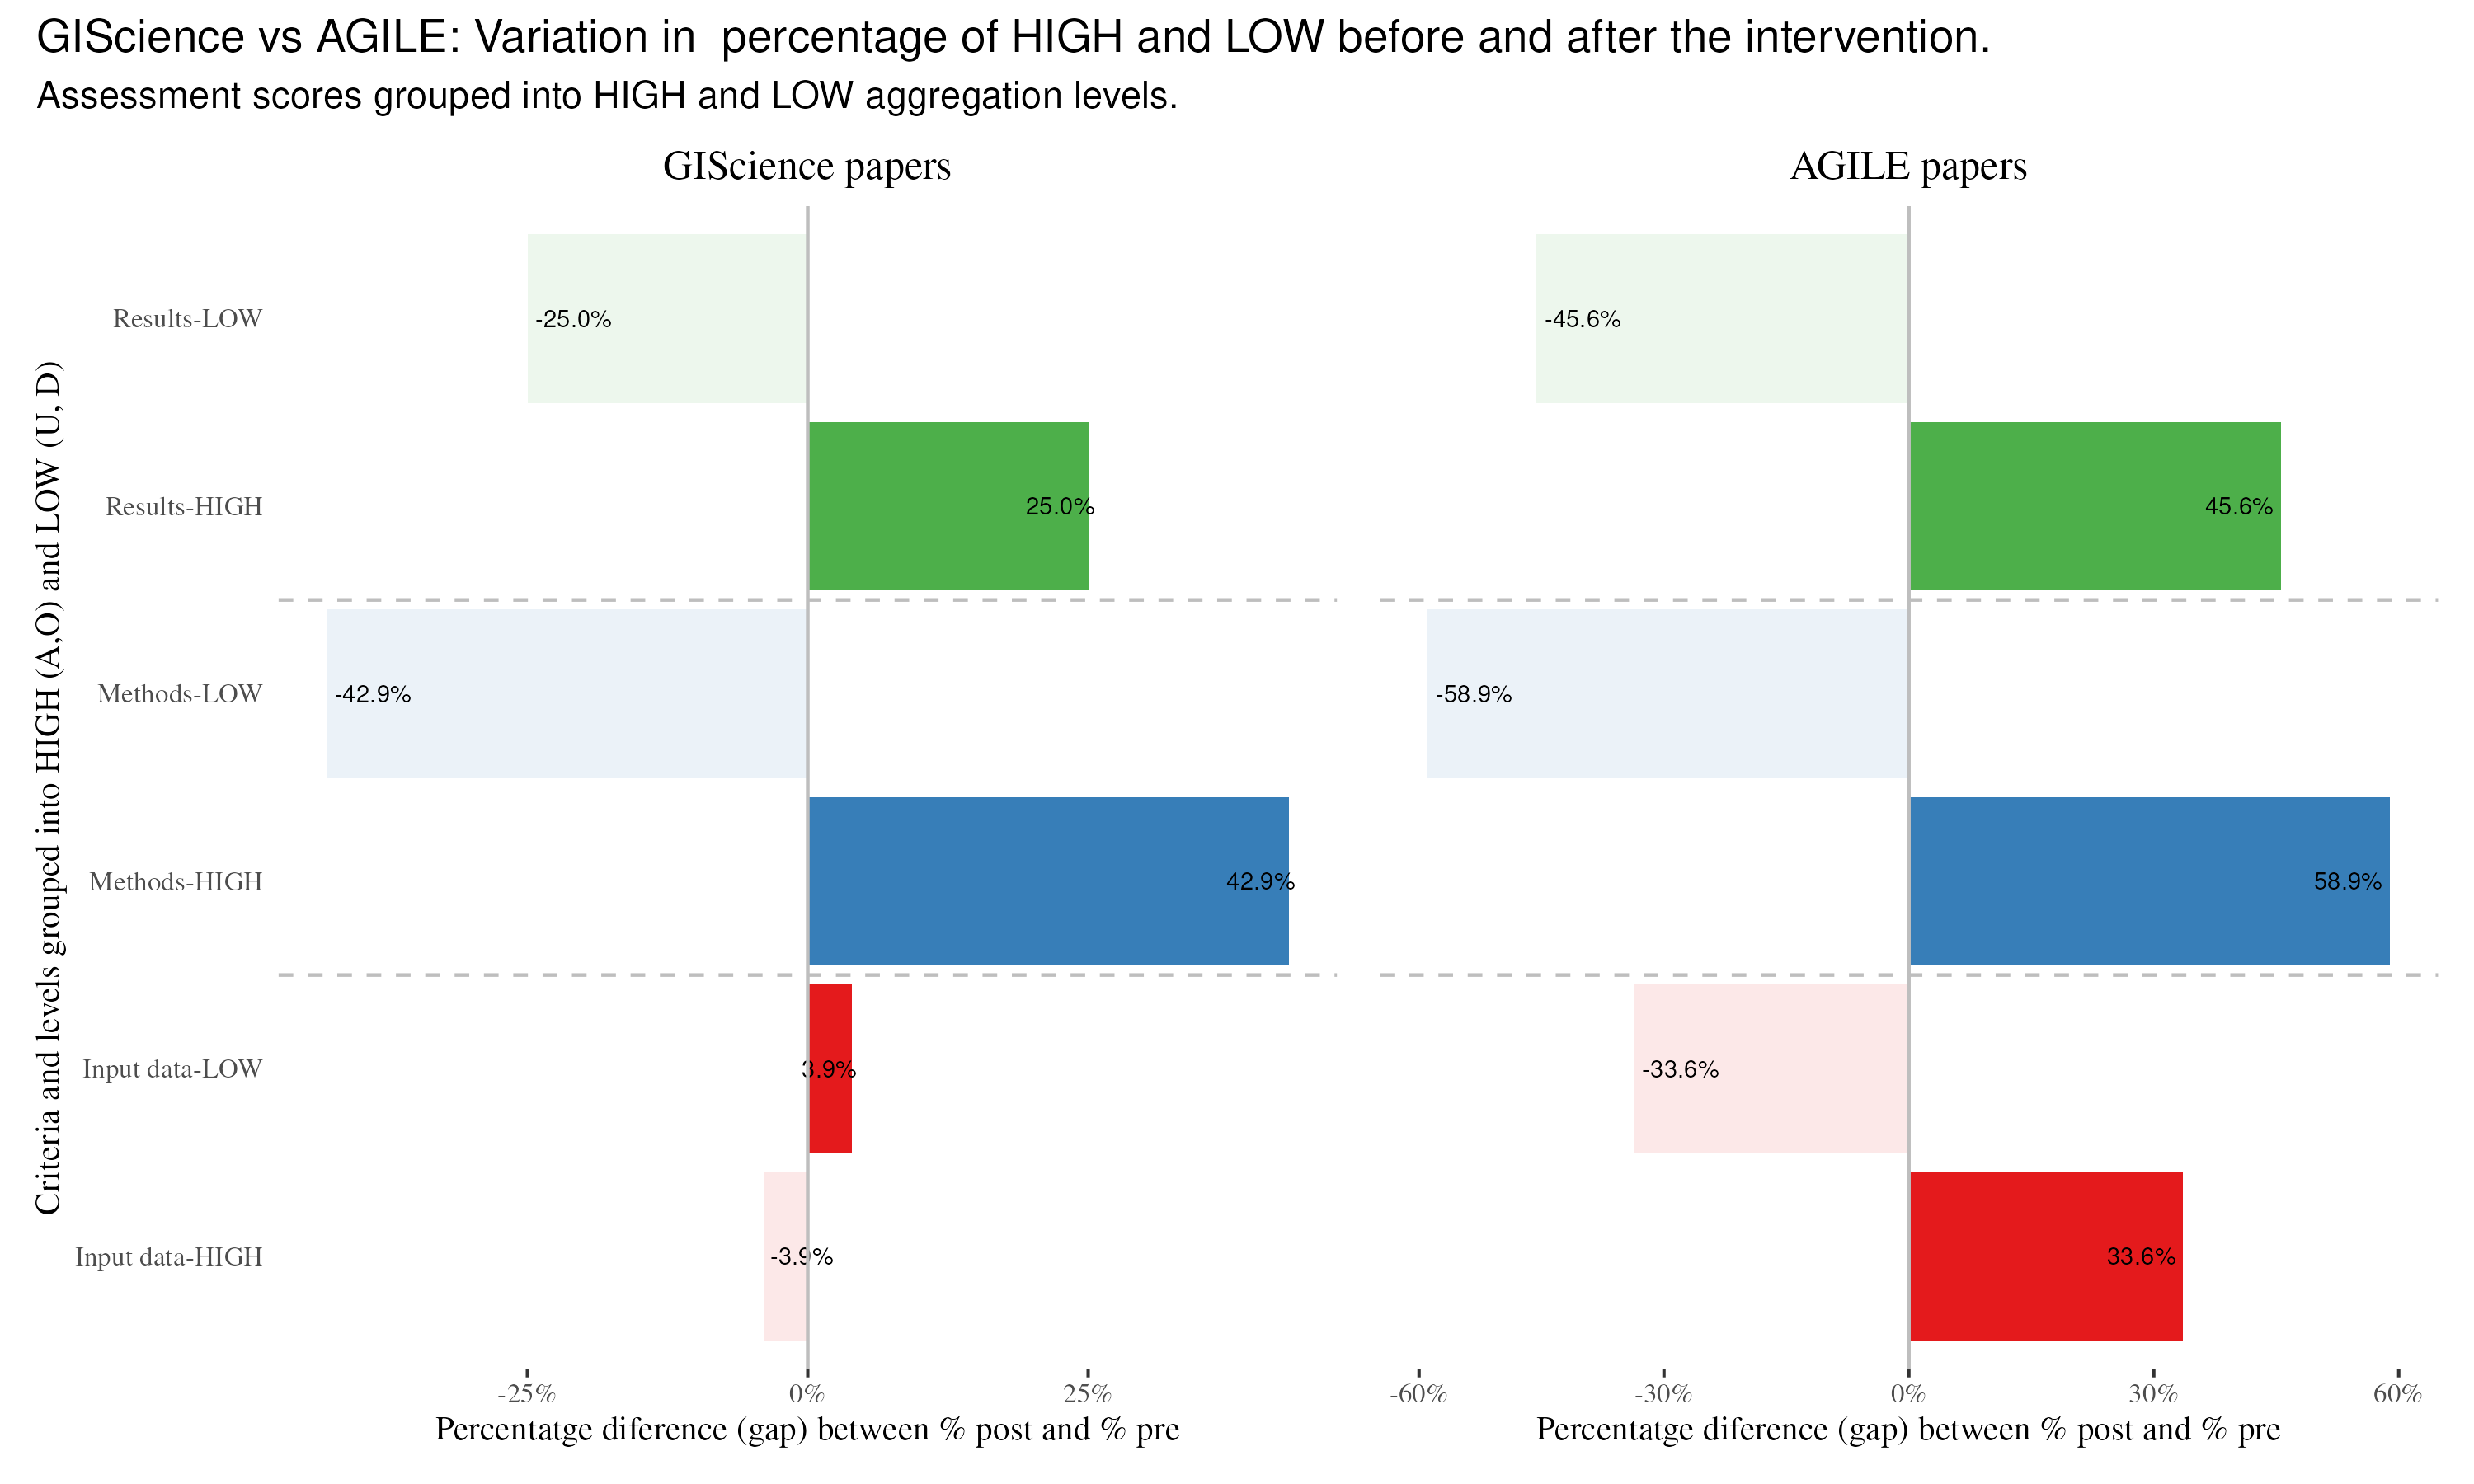 GIScience vs AGILE: Variation in  percentage of HIGH and LOW before and after the intervention.
Assessment scores grouped into HIGH and LOW aggregation levels.
GIScience papers
AGILE papers
Criteria and levels grouped into HIGH (A,O) and LOW (U, D)
Results-LOW
-25.0%
-45.6%
Results-HIGH
25.0%
45.6%
Methods-LOW
-42.9%
-58.9%
Methods-HIGH
42.9%
58.9%
Input data-LOW
3.9%
-33.6%
Input data-HIGH
-3.9%
33.6%
-25%
0%
25%
-60%
-30%
0%
30%
60%
Percentatge diference (gap) between % post and % pre
Percentatge diference (gap) between % post and % pre